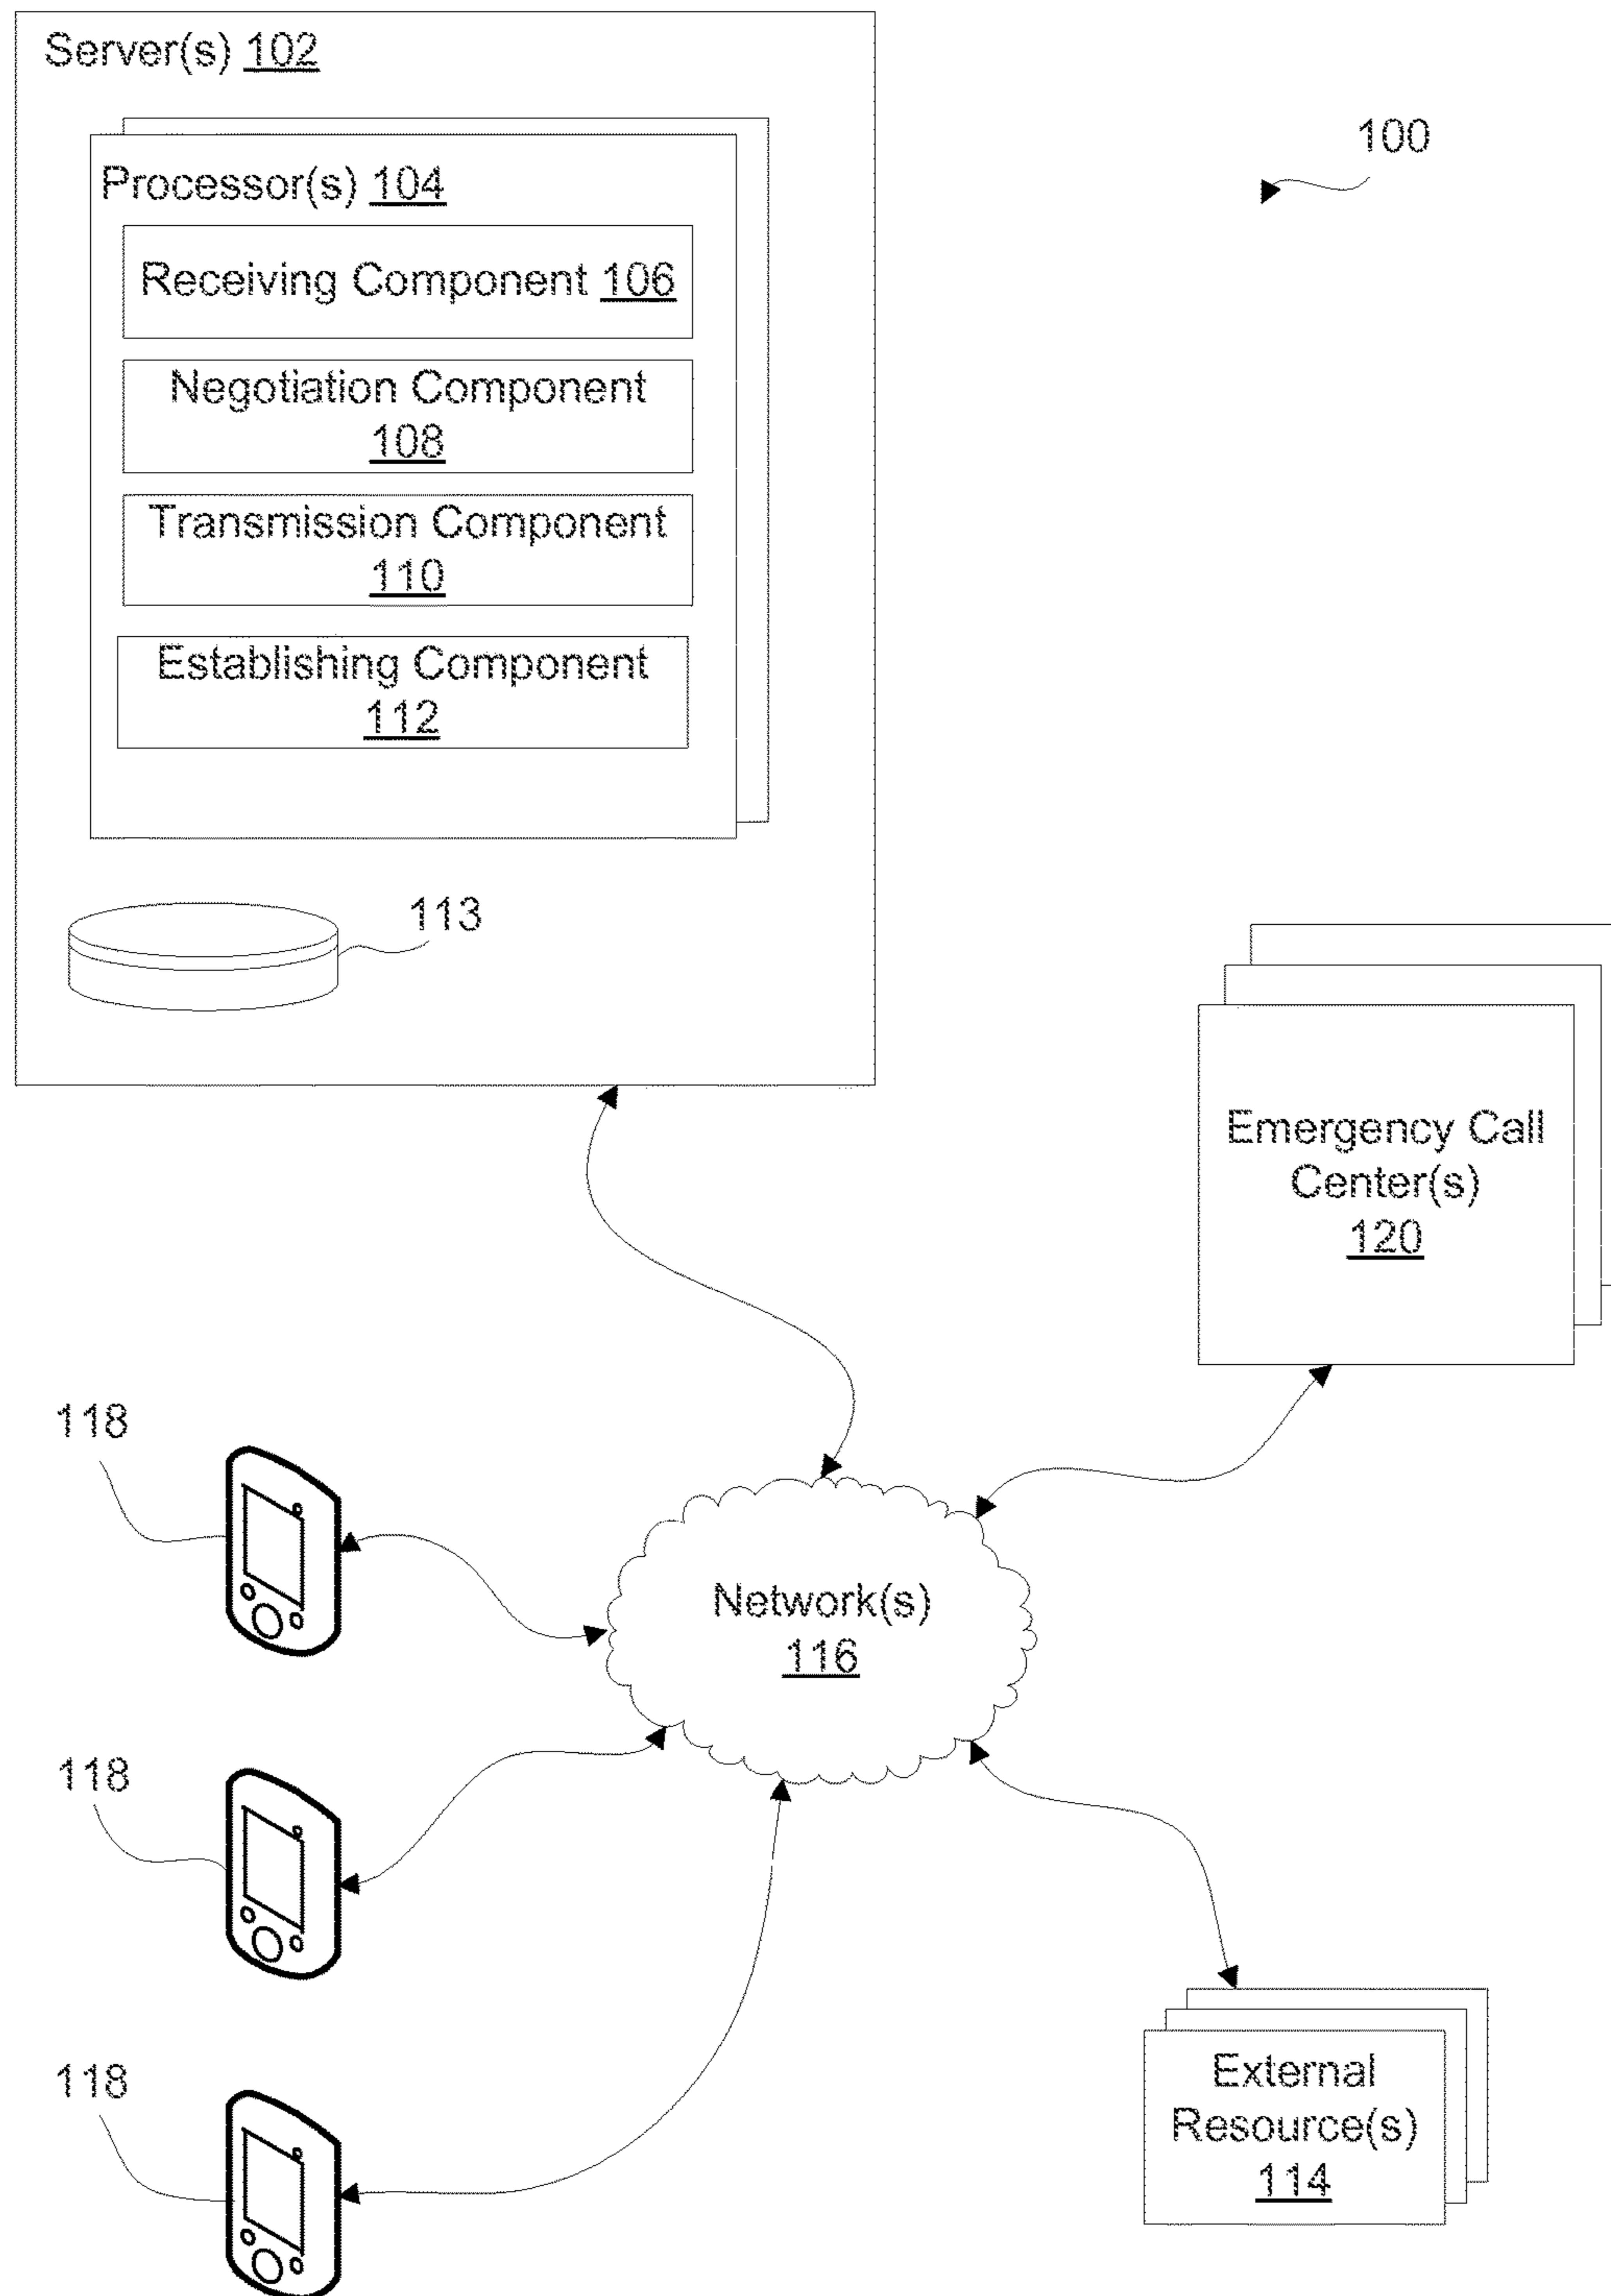 Server(s) 102
100
Processor(s) 104
Receiving Component 106
Negotiation Component
108
Transmission Component
110
Establishing Component
112
113
Emergency Call
Center(s)
120
118
Network(s)
116
118
118
External
Resource(s)
114